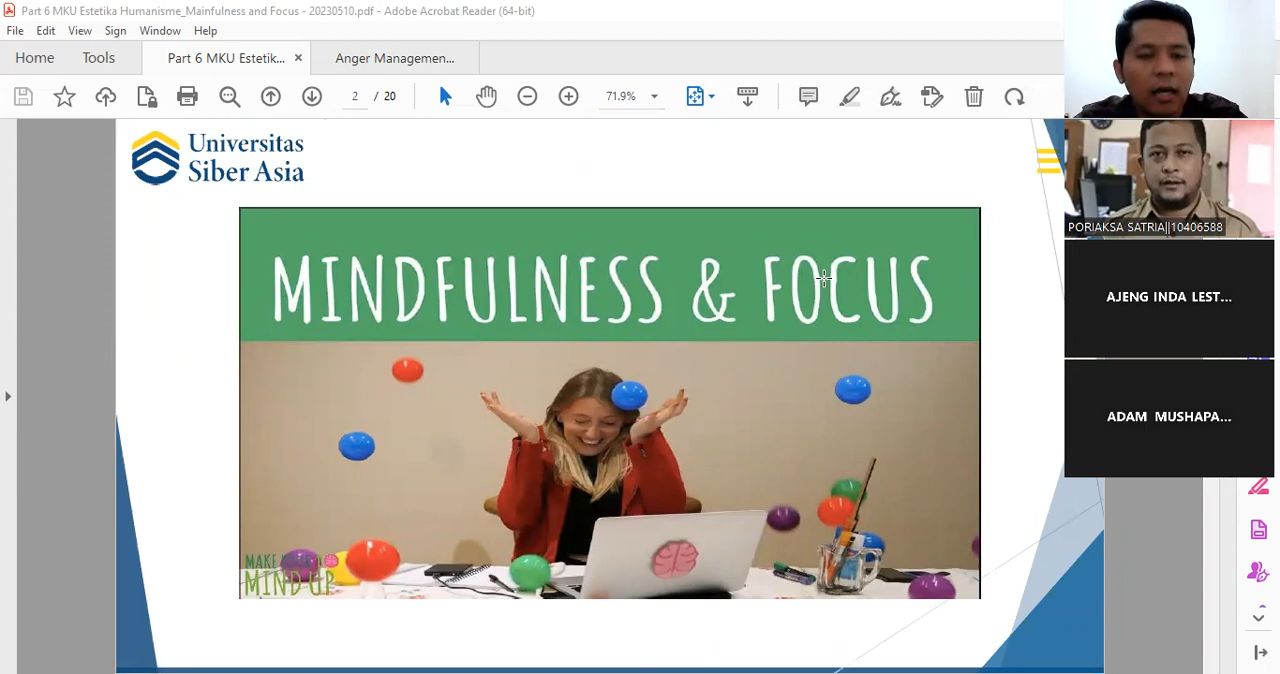 Part 6 MKU Estetika Humanisme_Mainfulness and Focus - 20230510.pdf - Adobe Acrobat Reader (64-bit)
File Edit View Sign Window Help
Home Tools Part 6 MKU Estetik... × Anger Managemen...
2 / 20 71.9%
Universitas
Siber Asia
MINDFULNESS & FOCUS
MIND UP
PORIAKSA SATRIA||10406588
AJENG INDA LEST...
ADAM MUSHAPA...